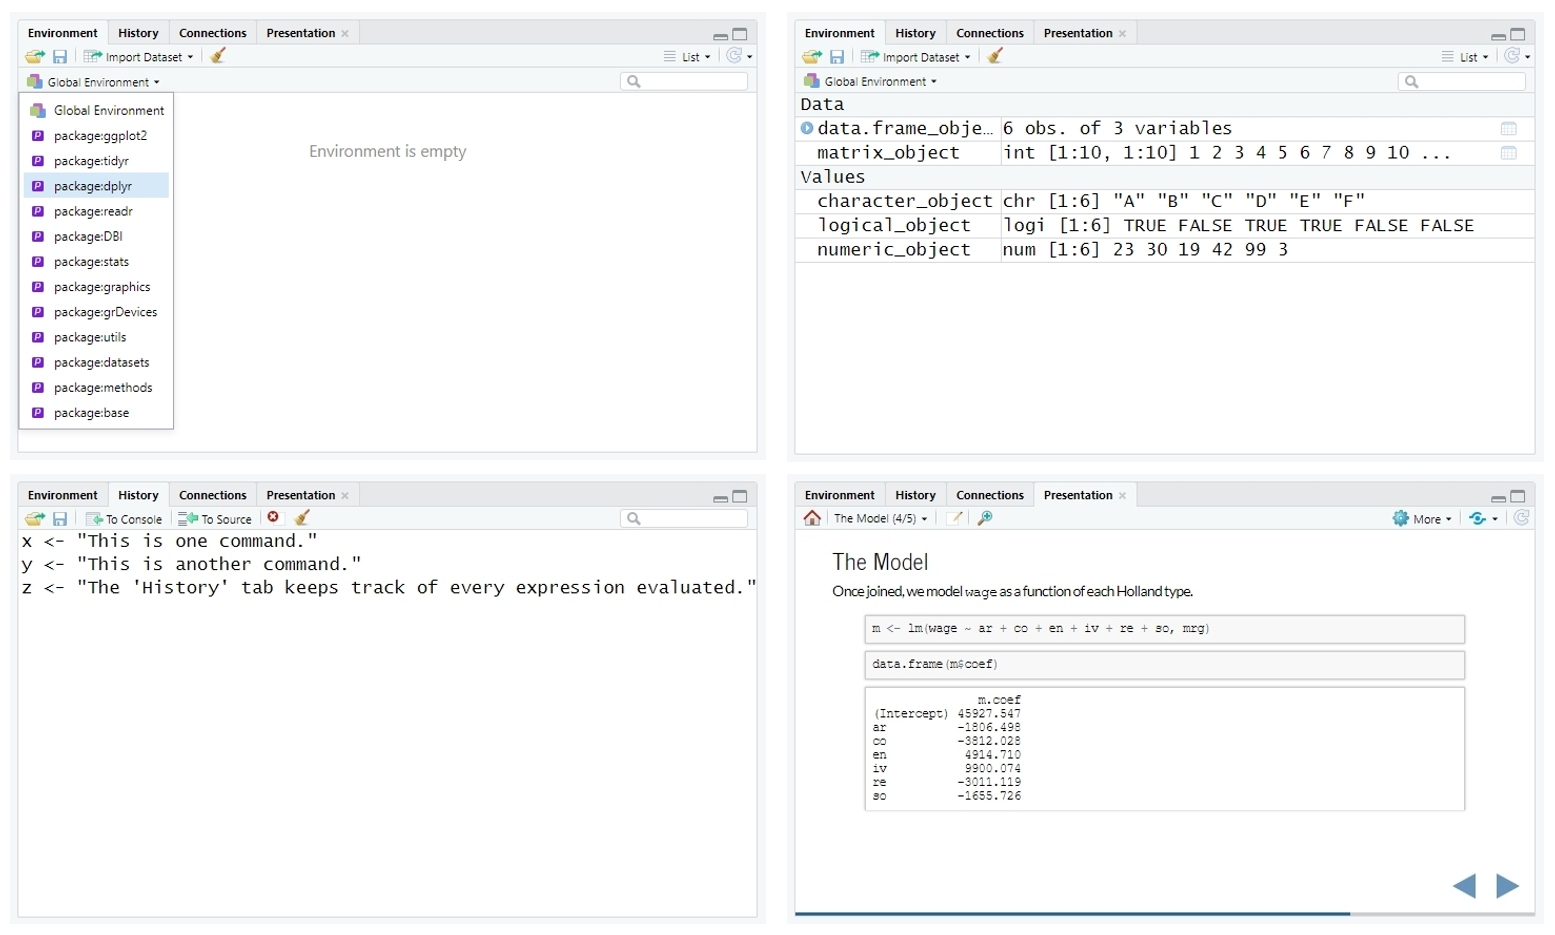 Environment History Connections Presentation
Import Dataset List
Global Environment
Global Environment
package:ggplot2
package:tidyr
package:dplyr
package:readr
package:DBI
package:stats
package:graphics
package:grDevices
package:utils
package:datasets
package:methods
package:base
Environment is empty
Environment History Connections Presentation
Import Dataset List
Global Environment
Data
data.frame_obje… 6 obs. of 3 variables
matrix_object int [1:10, 1:10] 1 2 3 4 5 6 7 8 9 10 ...
Values
character_object chr [1:6] "A" "B" "C" "D" "E" "F"
logical_object logi [1:6] TRUE FALSE TRUE TRUE FALSE FALSE
numeric_object num [1:6] 23 30 19 42 99 3
Environment History Connections Presentation
To Console To Source
x <- "This is one command."
y <- "This is another command."
z <- "The 'History' tab keeps track of every expression evaluated."
Environment History Connections Presentation
The Model (4/5) More
The Model
Once joined, we model wage as a function of each Holland type.
m <- lm(wage ~ ar + co + en + iv + re + so, mrg)
data.frame(m$coef)
m.coef
(Intercept) 45927.547
ar -1806.498
co -3812.028
en 4914.710
iv 9900.074
re -3011.119
so -1655.726